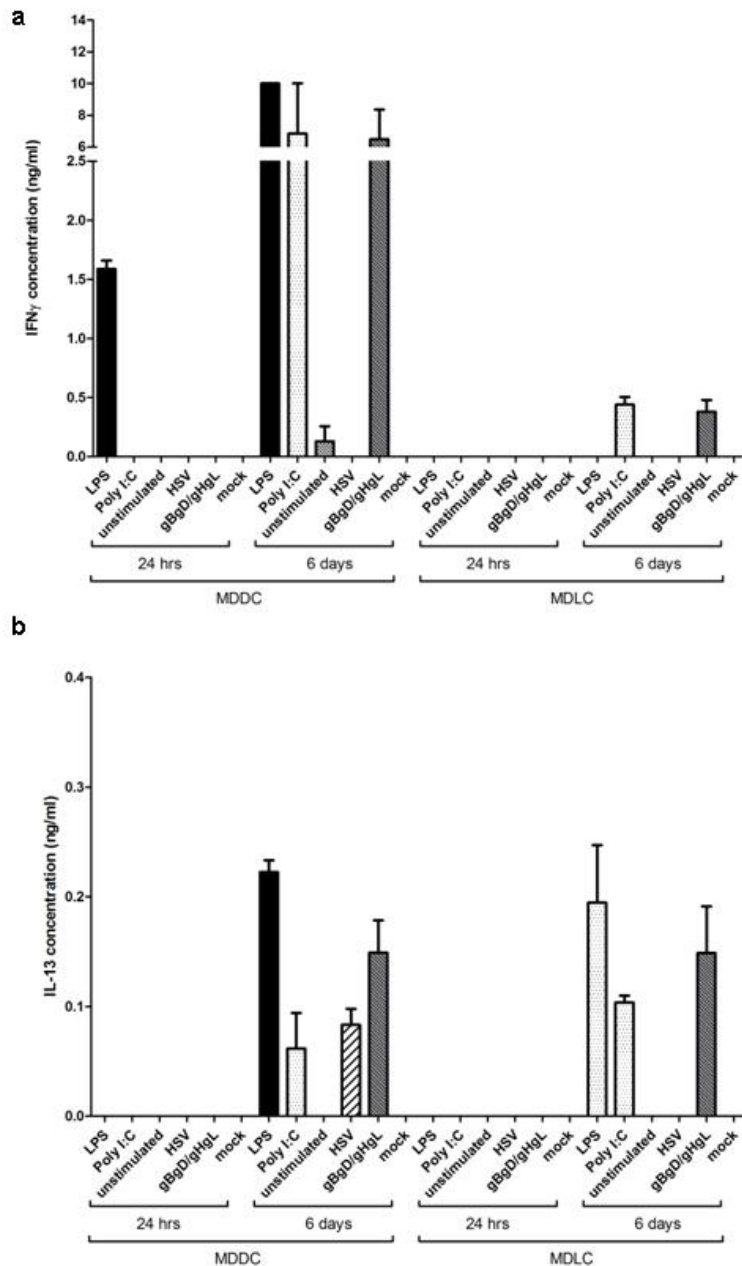 a
IFNγ concentration (ng/ml)
14
12
10
8
6
2.5
2.0
1.5
1.0
0.5
0.0
LPS
Poly I:C
unstimulated
HSV
gBgD/gHgL
mock
LPS
Poly I:C
unstimulated
HSV
gBgD/gHgL
mock
LPS
Poly I:C
unstimulated
HSV
gBgD/gHgL
mock
LPS
Poly I:C
unstimulated
HSV
gBgD/gHgL
mock
24 hrs
6 days
24 hrs
6 days
MDDC
MDLC
b
IL-13 concentration (ng/ml)
0.4
0.3
0.2
0.1
0.0
LPS
Poly I:C
unstimulated
HSV
gBgD/gHgL
mock
LPS
Poly I:C
unstimulated
HSV
gBgD/gHgL
mock
LPS
Poly I:C
unstimulated
HSV
gBgD/gHgL
mock
LPS
Poly I:C
unstimulated
HSV
gBgD/gHgL
mock
24 hrs
6 days
24 hrs
6 days
MDDC
MDLC